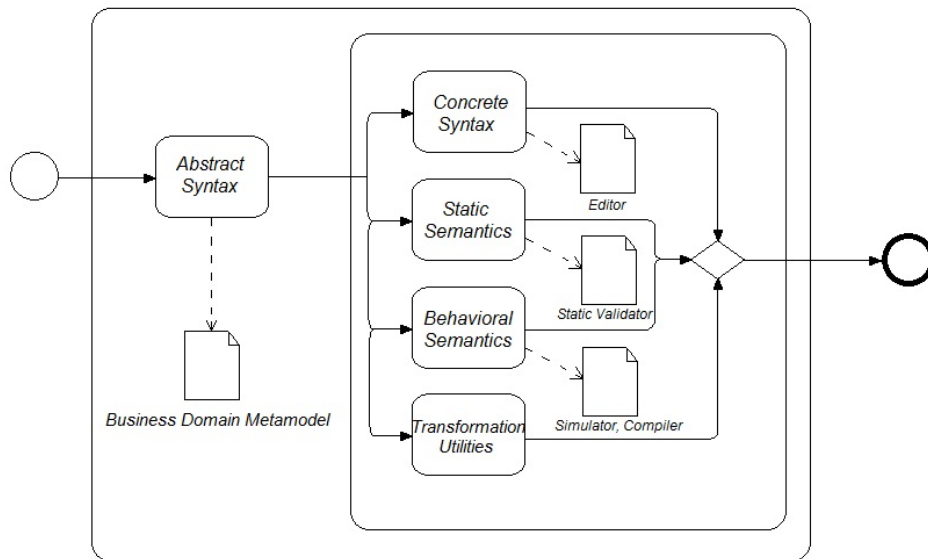 Concrete
Syntax
Editor
Abstract
Syntax
Business Domain Metamodel
Static
Semantics
Static Validator
Behavioral
Semantics
Simulator, Compiler
Transformation
Utilities